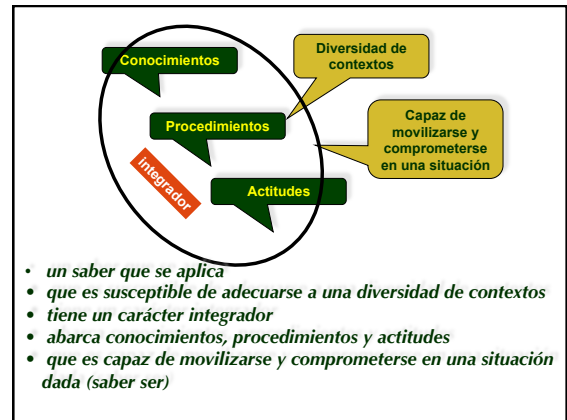 Conocimientos
Diversidad de
contextos
Procedimientos
Capaz de
movilizarse y
comprometerse
en una situación
integrador
Actitudes
• un saber que se aplica
• que es susceptible de adecuarse a una diversidad de contextos
• tiene un carácter integrador
• abarca conocimientos, procedimientos y actitudes
• que es capaz de movilizarse y comprometerse en una situación
dada (saber ser)